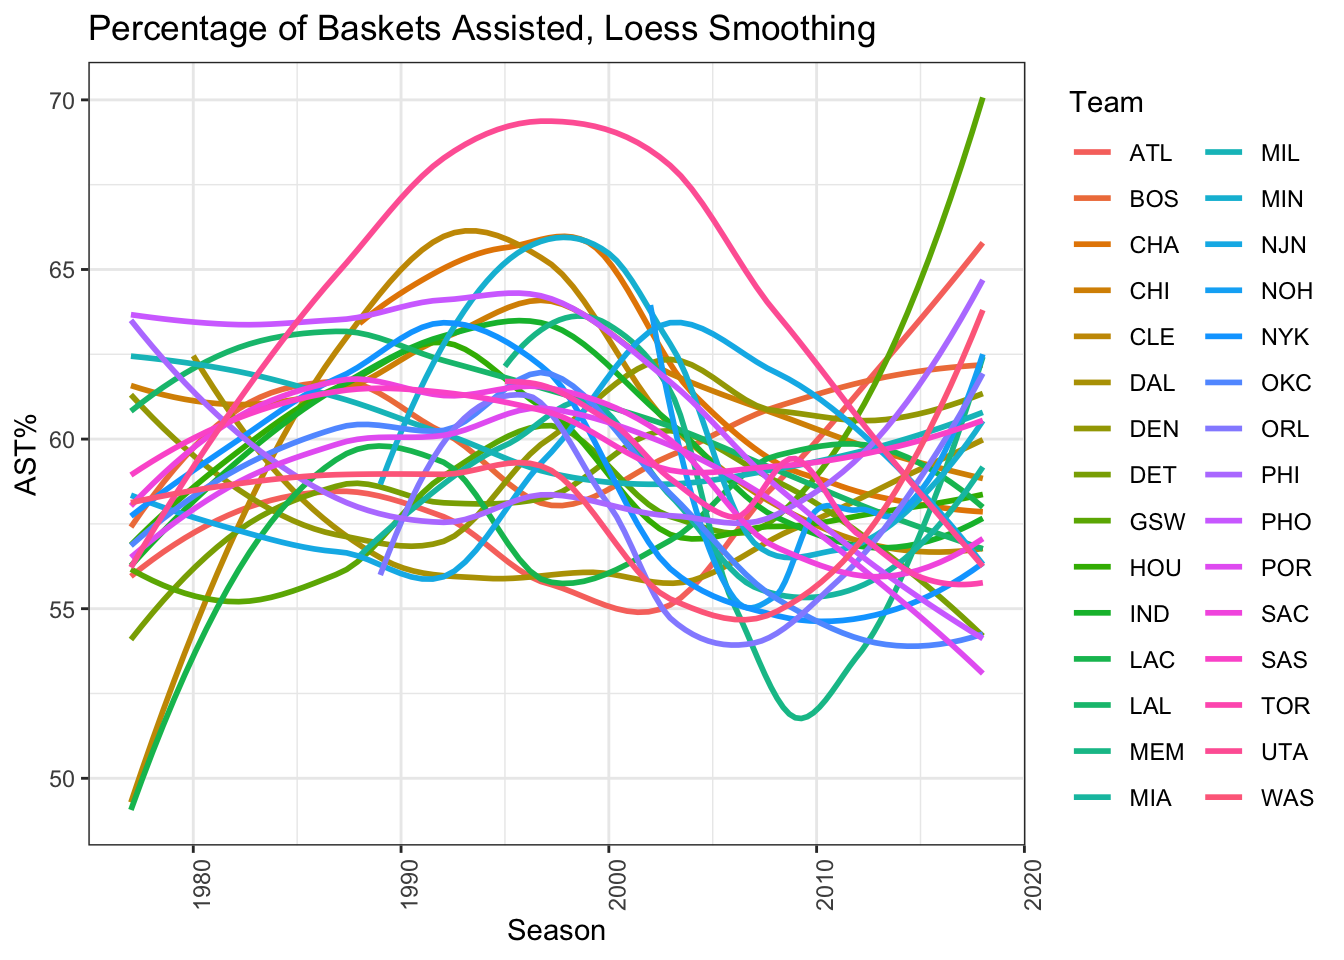 Percentage of Baskets Assisted, Loess Smoothing
AST%
70
65
60
55
50
1980
1990
2000
2010
2020
Season
Team
ATL
BOS
CHA
CHI
CLE
DAL
DEN
DET
GSW
HOU
IND
LAC
LAL
MEM
MIA
MIL
MIN
NJN
NOH
NYK
OKC
ORL
PHI
PHO
POR
SAC
SAS
TOR
UTA
WAS